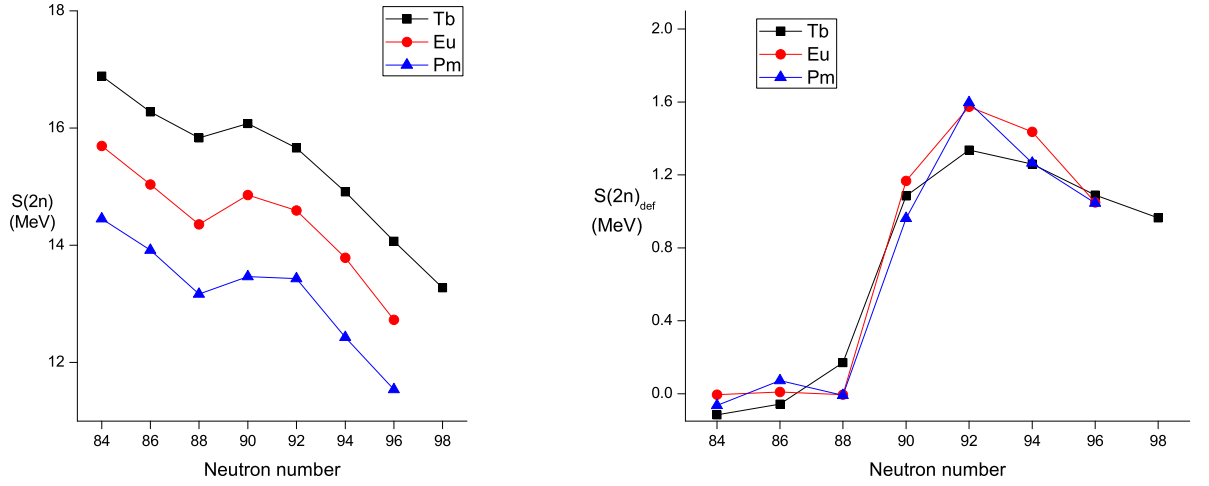 18
16
14
12
S(2n)
(MeV)
Tb
Eu
Pm
84 86 88 90 92 94 96 98
Neutron number
2.0
1.6
1.2
0.8
0.4
0.0
S(2n)def
(MeV)
Tb
Eu
Pm
84 86 88 90 92 94 96 98
Neutron number